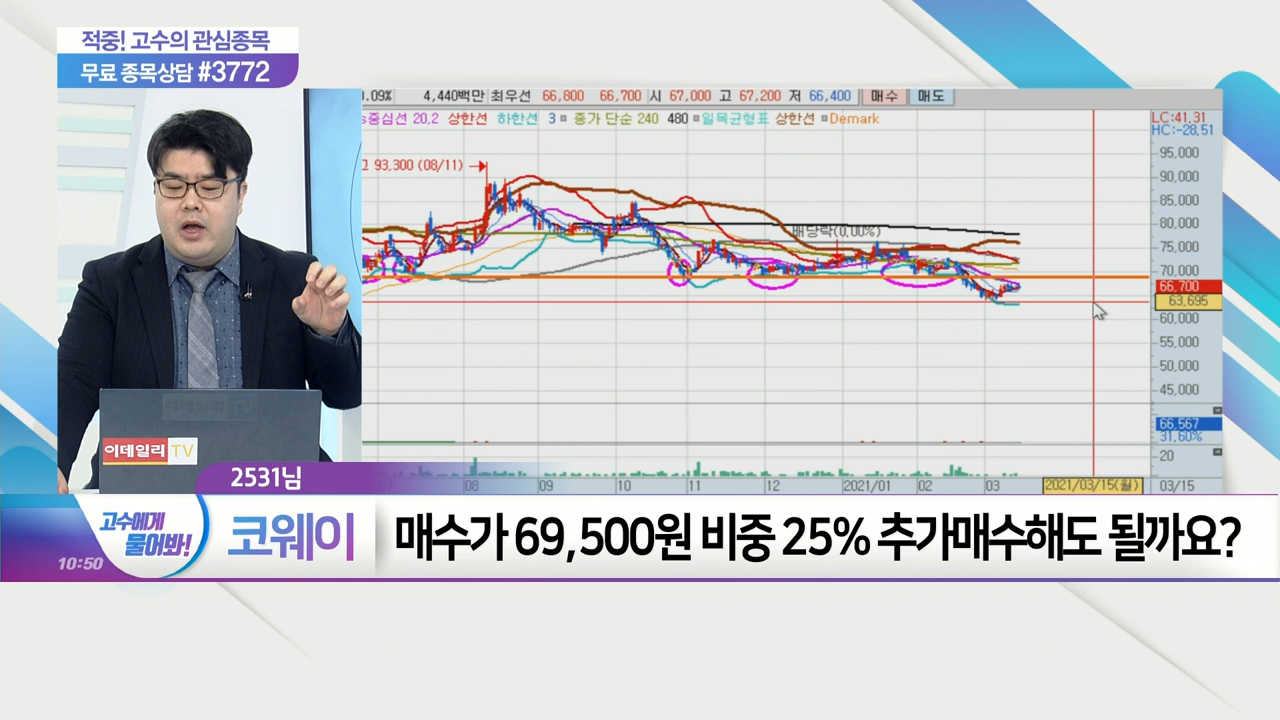 적중! 고수의 관심종목
무료 종목상담 #3772
.09% 4,440백만 최우선 66,800 66,700 시 67,000 고 67,200 저 66,400 매수 매도
중심선 20,2 상한선 하한선 3 종가 단순 240 480 일목균형표 상한선 Demark
LC:41,31
HC:-28,51
고 93,300 (08/11)
배당락(0,00%)
95,000
90,000
85,000
80,000
75,000
70,000
66,700
63,695
60,000
55,000
50,000
45,000
66,567
31,60%
20
08 09 10 11 12 2021/01 02 03 2021/03/15(월) 03/15
이데일리 TV
2531님
고수에게
물어봐!
10:50
코웨이
매수가 69,500원 비중 25% 추가매수해도 될까요?